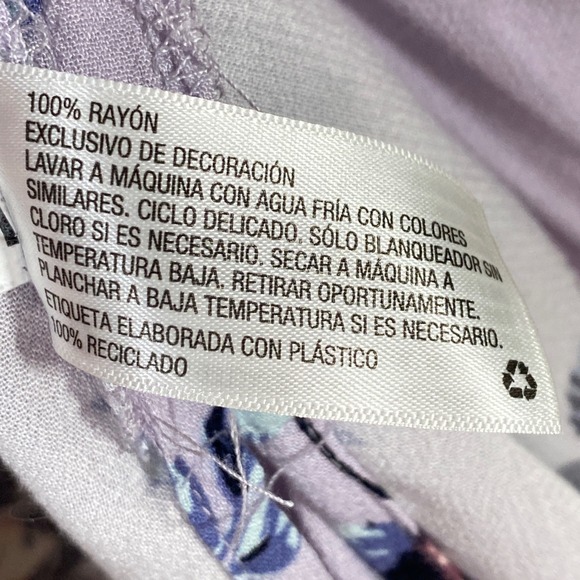 100% RAYÓN
EXCLUSIVO DE DECORACIÓN
LAVAR A MÁQUINA CON AGUA FRÍA CON COLORES
SIMILARES. CICLO DELICADO. SÓLO BLANQUEADOR SIN
CLORO SI ES NECESARIO. SECAR A MÁQUINA A
TEMPERATURA BAJA. RETIRAR OPORTUNAMENTE.
PLANCHAR A BAJA TEMPERATURA SI ES NECESARIO.
ETIQUETA ELABORADA CON PLÁSTICO
100% RECICLADO